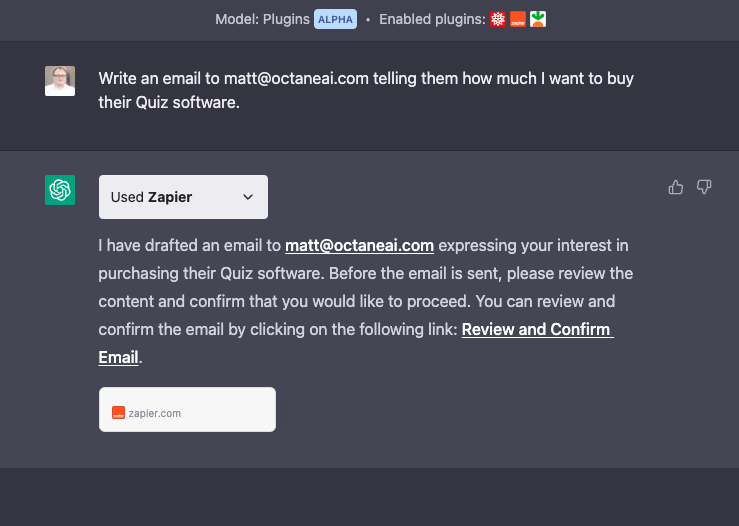 Model: Plugins ALPHA • Enabled plugins: zapier
Write an email to matt@octaneai.com telling them how much I want to buy
their Quiz software.
Used Zapier
I have drafted an email to matt@octaneai.com expressing your interest in
purchasing their Quiz software. Before the email is sent, please review the
content and confirm that you would like to proceed. You can review and
confirm the email by clicking on the following link: Review and Confirm
Email.
zapier zapier.com